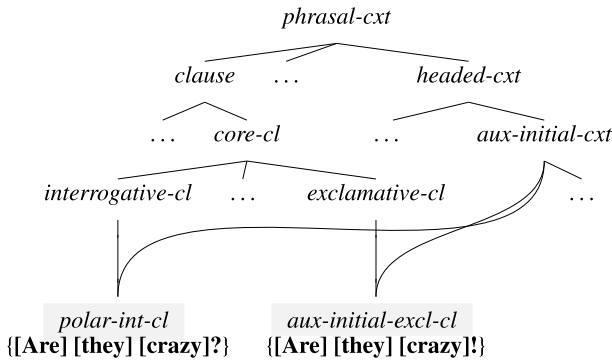 phrasal-cxt
clause ... headed-cxt
... core-cl ... aux-initial-cxt
interrogative-cl ... exclamative-cl ...
polar-int-cl aux-initial-excl-cl
{[Are] [they] [crazy]?} {[Are] [they] [crazy]!}